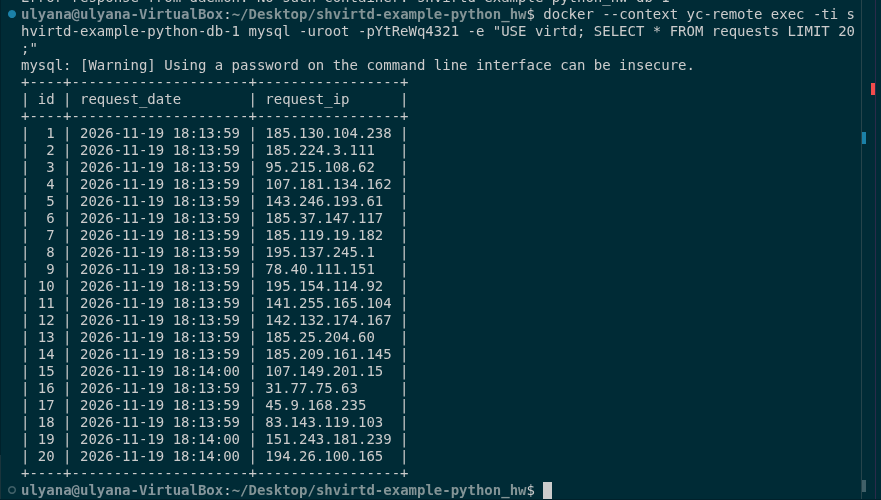 ulyana@ulyana-VirtualBox:~/Desktop/shvirtd-example-python_hw$ docker --context yc-remote exec -ti s
hvirtd-example-python-db-1 mysql -uroot -pYtReWq4321 -e "USE virtd; SELECT * FROM requests LIMIT 20
;"
mysql: [Warning] Using a password on the command line interface can be insecure.
+----+---------------------+-----------------+
| id | request_date        | request_ip      |
+----+---------------------+-----------------+
|  1 | 2026-11-19 18:13:59 | 185.130.104.238 |
|  2 | 2026-11-19 18:13:59 | 185.224.3.111   |
|  3 | 2026-11-19 18:13:59 | 95.215.108.62   |
|  4 | 2026-11-19 18:13:59 | 107.181.134.162 |
|  5 | 2026-11-19 18:13:59 | 143.246.193.61  |
|  6 | 2026-11-19 18:13:59 | 185.37.147.117  |
|  7 | 2026-11-19 18:13:59 | 185.119.19.182  |
|  8 | 2026-11-19 18:13:59 | 195.137.245.1   |
|  9 | 2026-11-19 18:13:59 | 78.40.111.151   |
| 10 | 2026-11-19 18:13:59 | 195.154.114.92  |
| 11 | 2026-11-19 18:13:59 | 141.255.165.104 |
| 12 | 2026-11-19 18:13:59 | 142.132.174.167 |
| 13 | 2026-11-19 18:13:59 | 185.25.204.60   |
| 14 | 2026-11-19 18:13:59 | 185.209.161.145 |
| 15 | 2026-11-19 18:14:00 | 107.149.201.15  |
| 16 | 2026-11-19 18:13:59 | 31.77.75.63     |
| 17 | 2026-11-19 18:13:59 | 45.9.168.235    |
| 18 | 2026-11-19 18:13:59 | 83.143.119.103  |
| 19 | 2026-11-19 18:14:00 | 151.243.181.239 |
| 20 | 2026-11-19 18:14:00 | 194.26.100.165  |
+----+---------------------+-----------------+
ulyana@ulyana-VirtualBox:~/Desktop/shvirtd-example-python_hw$